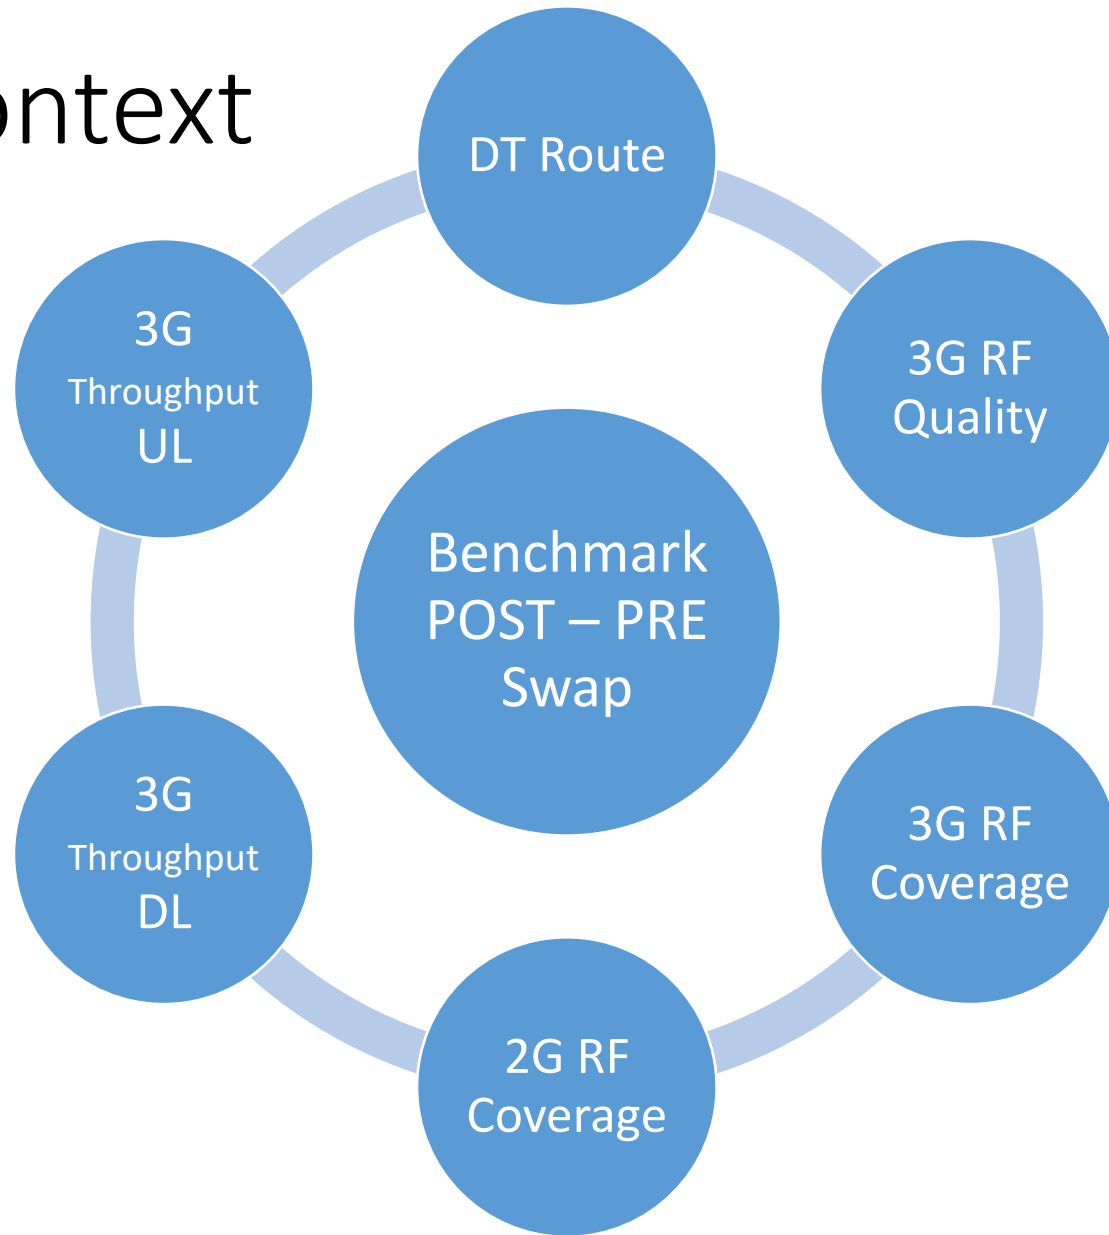 ontext
DT Route
3G RF
Quality
3G RF
Coverage
2G RF
Coverage
3G
Throughput
DL
3G
Throughput
UL
Benchmark
POST – PRE
Swap